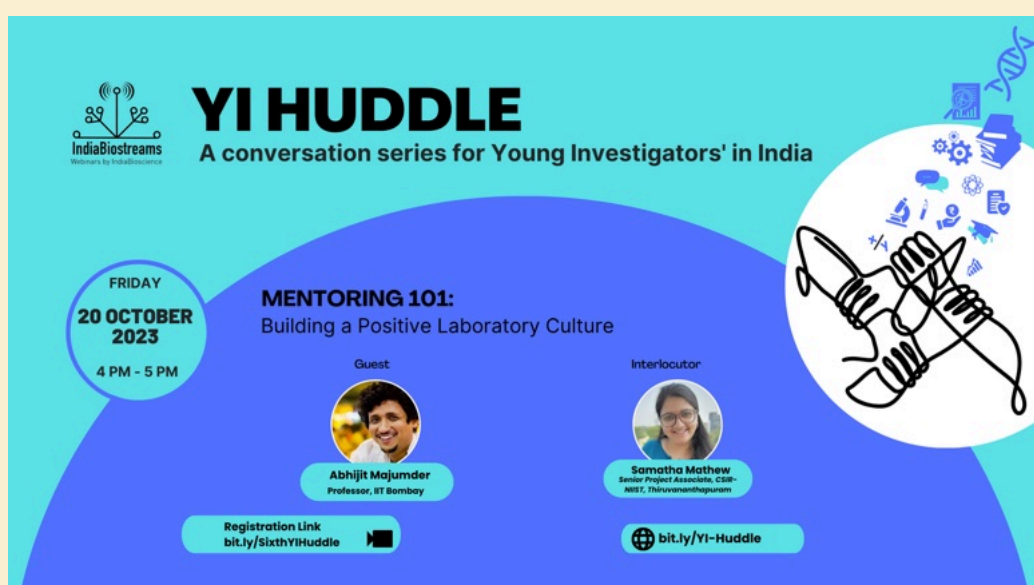 IndiaBiostreams
Webinars by IndiaBioscience
YI HUDDLE
A conversation series for Young Investigators' in India
FRIDAY
20 OCTOBER
2023
4 PM - 5 PM
MENTORING 101:
Building a Positive Laboratory Culture
Guest
Abhijit Majumder
Professor, IIT Bombay
Interlocutor
Samatha Mathew
Senior Project Associate, CSIR-
NIIST, Thiruvananthapuram
Registration Link
bit.ly/SixthYIHuddle
bit.ly/YI-Huddle